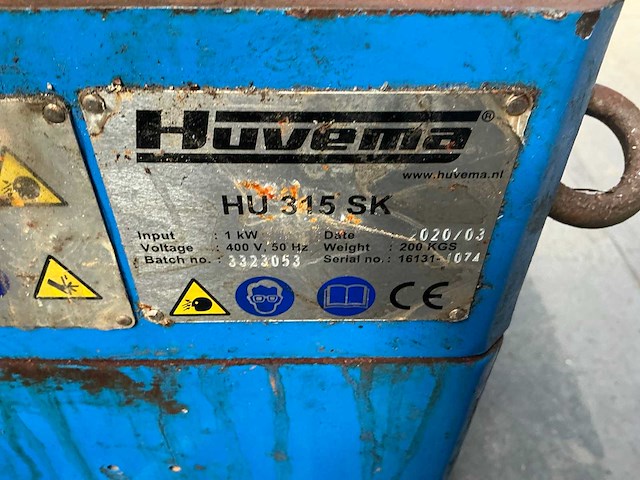 Huvema®
www.huvema.nl
HU 315 SK
Input : 1 kW Date : 2020/03
Voltage : 400 V, 50 Hz Weight : 200 KGS
Batch no. : 3323053 Serial no. : 16131-1074
CE